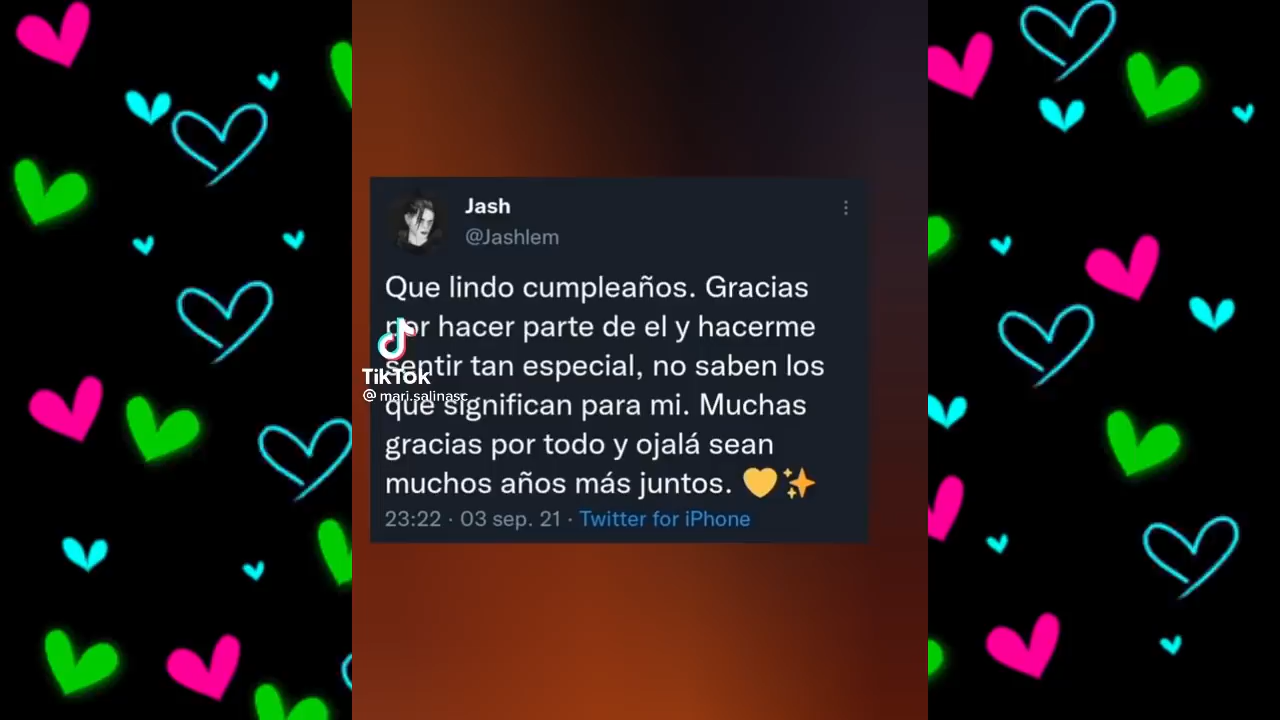 Jash
@Jashlem
Que lindo cumpleaños. Gracias
por hacer parte de el y hacerme
sentir tan especial, no saben los
que significan para mi. Muchas
gracias por todo y ojalá sean
muchos años más juntos. 💛✨
23:22 · 03 sep. 21 · Twitter for iPhone
TikTok
@mari.salinasc